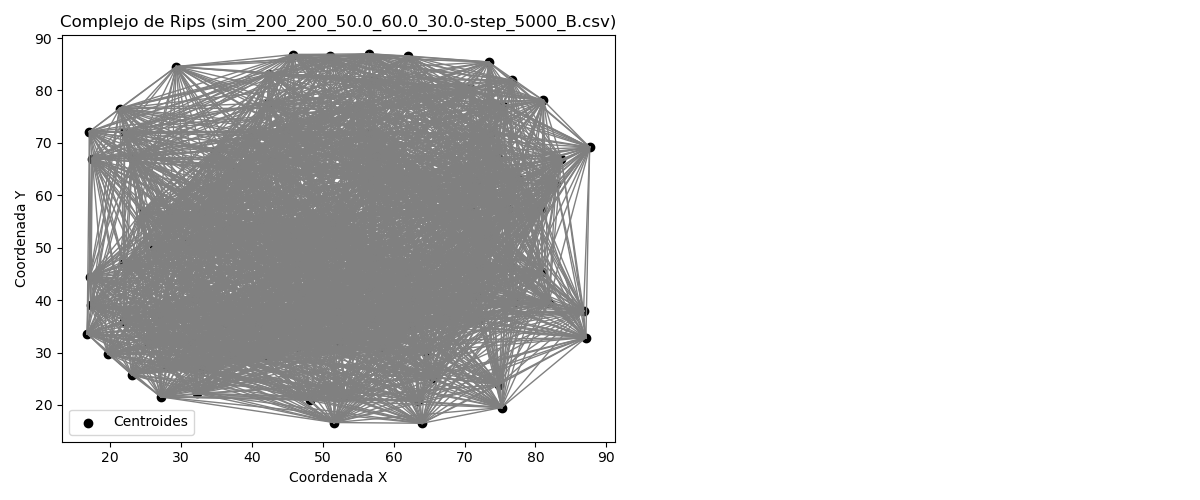 Complejo de Rips (sim_200_200_50.0_60.0_30.0-step_5000_B.csv)
90
80
70
60
50
40
30
20
Coordenada Y
Centroides
20 30 40 50 60 70 80 90
Coordenada X